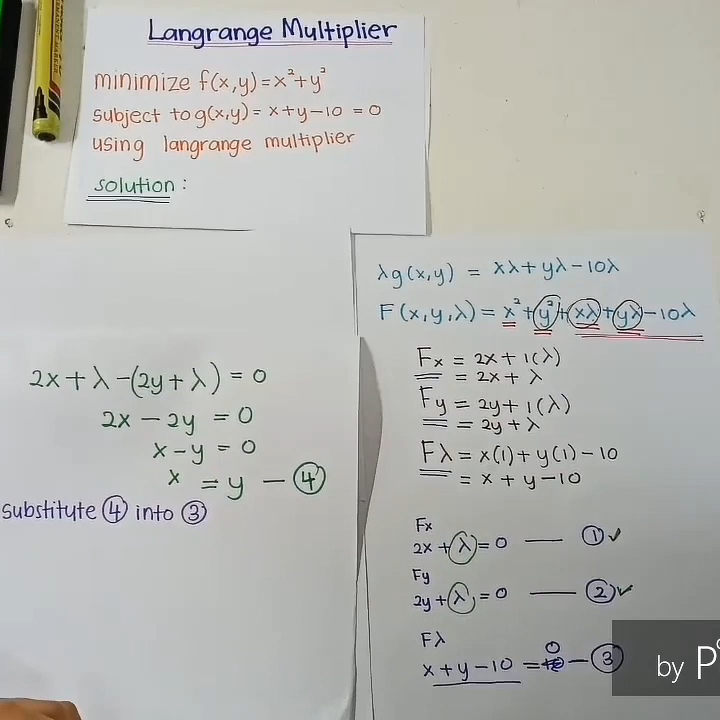 Langrange Multiplier
minimize f(x,y)=x²+y²
subject to g(x,y) = x+y-10 = 0
using langrange multiplier
solution:
λg(x,y) = xλ+yλ-10λ
F(x,y,λ) = x²+y²+xλ+yλ-10λ
Fx = 2x+1(λ)
= 2x+λ
Fy = 2y+1(λ)
= 2y+λ
Fλ = x(1)+y(1)-10
= x+y-10
Fx
2x+λ=0 — ① ✓
Fy
2y+λ=0 — ② ✓
Fλ
x+y-10 = 0 — ③
2x+λ-(2y+λ) = 0
2x-2y = 0
x-y = 0
x = y - ④
substitute ④ into ③
by P